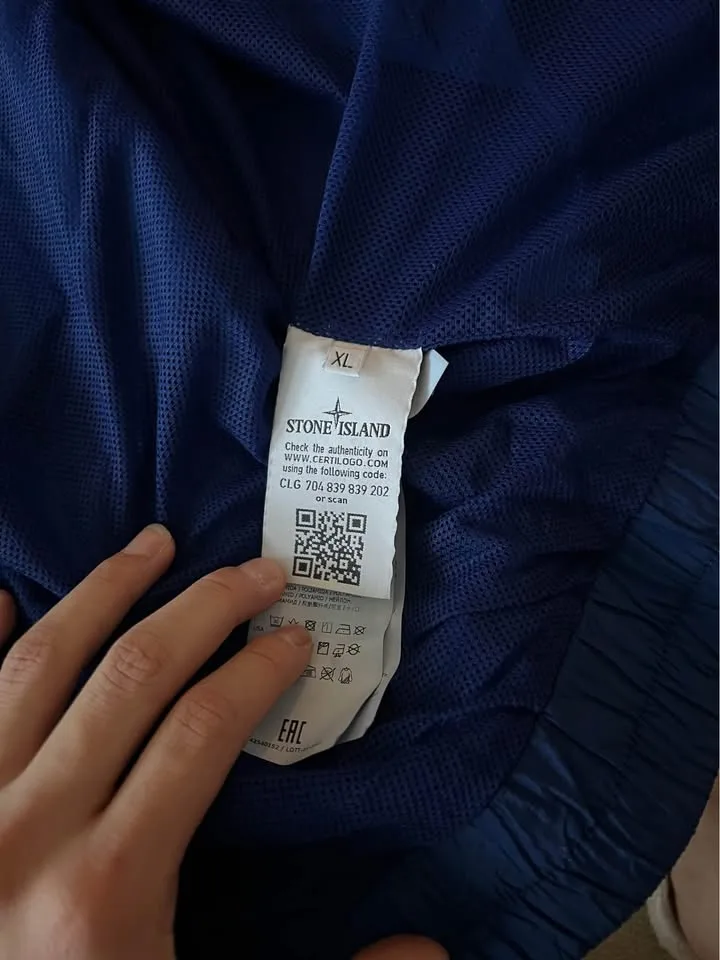 XL
STONE ISLAND
Check the authenticity on
WWW.CERTILOGO.COM
using the following code:
CLG 704 839 839 202
or scan
USA
EAC